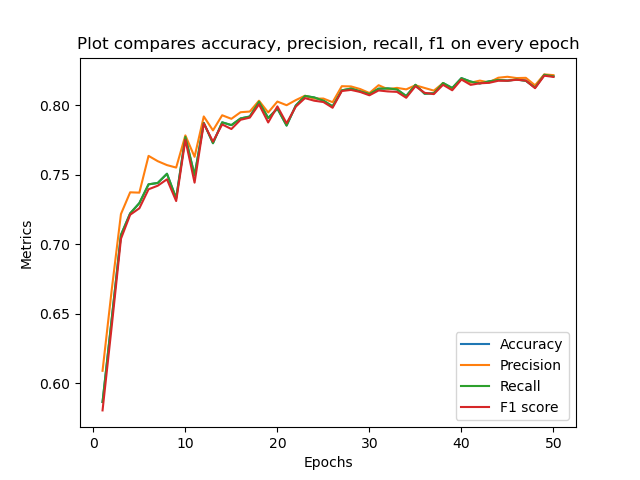 Plot compares accuracy, precision, recall, f1 on every epoch
Metrics
0.80
0.75
0.70
0.65
0.60
Accuracy
Precision
Recall
F1 score
0 10 20 30 40 50
Epochs